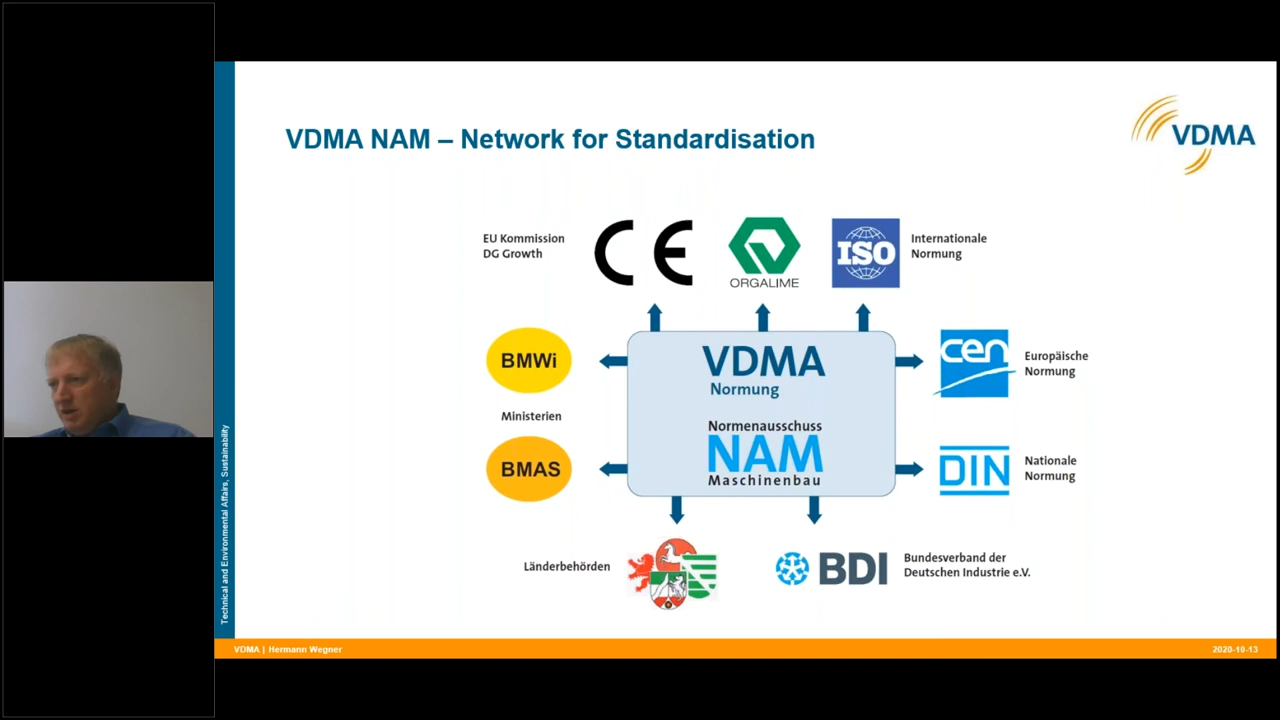 VDMA NAM – Network for Standardisation
VDMA
EU Kommission
DG Growth
CE
ORGALIME
ISO
Internationale
Normung
BMWi
VDMA
Normung
cen
Europäische
Normung
Ministerien
BMAS
Normenausschuss
NAM
Maschinenbau
DIN
Nationale
Normung
Länderbehörden
BDI
Bundesverband der
Deutschen Industrie e.V.
Technical and Environmental Affairs, Sustainability
VDMA | Hermann Wegner
2020-10-13